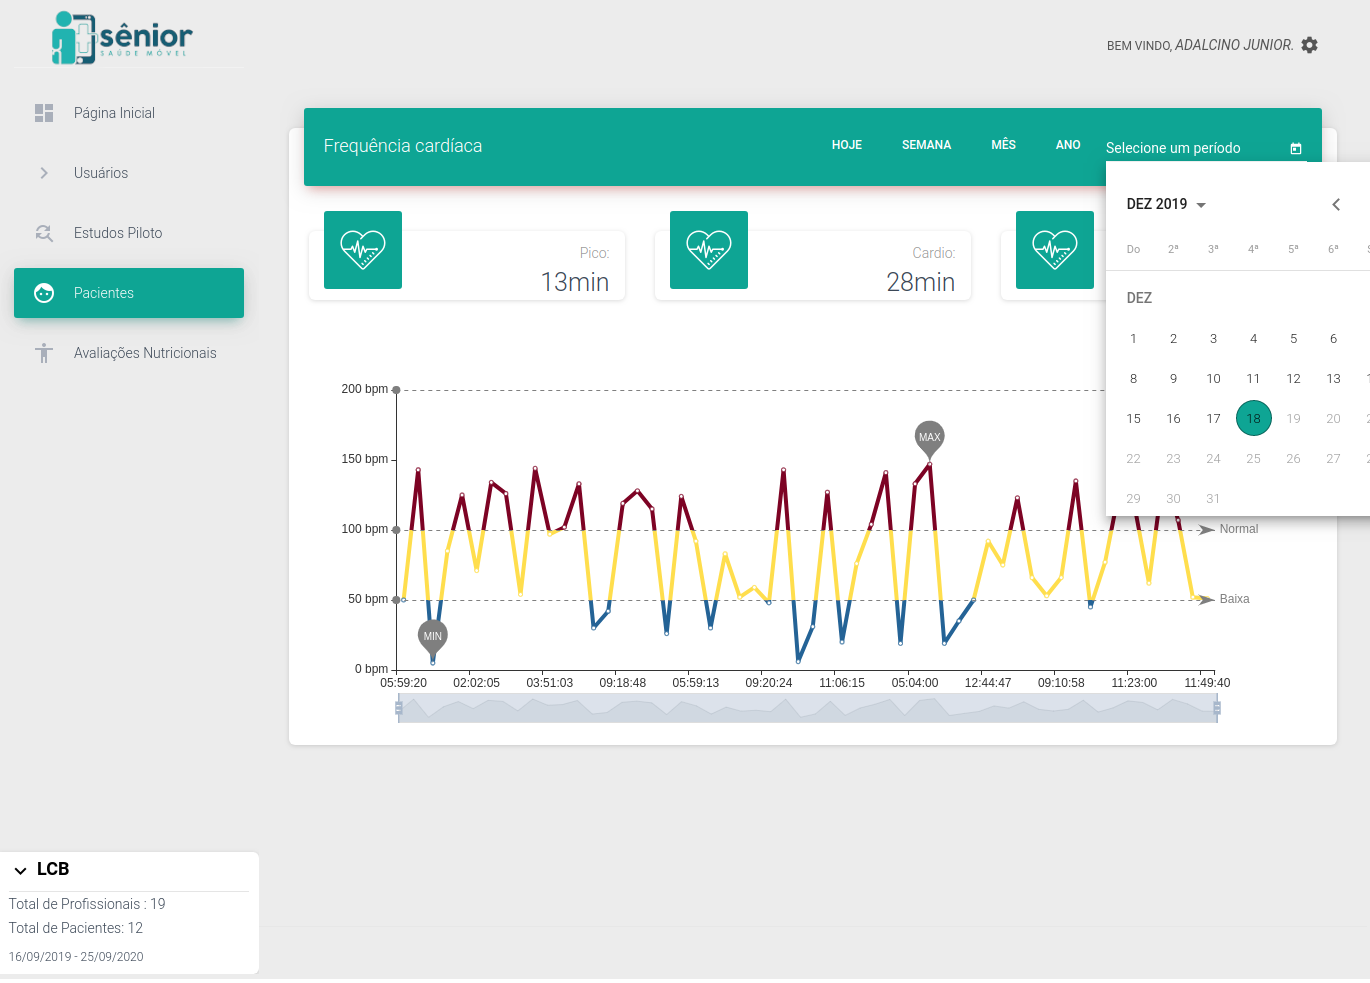 sênior
SAÚDE MÓVEL
BEM VINDO, ADALCINO JUNIOR.
Página Inicial
Usuários
Estudos Piloto
Pacientes
Avaliações Nutricionais
Frequência cardíaca
HOJE
SEMANA
MÊS
ANO
Selecione um período
Pico:
13min
Cardio:
28min
DEZ 2019
Do 2ª 3ª 4ª 5ª 6ª
DEZ
1 2 3 4 5 6
8 9 10 11 12 13
15 16 17 18 19 20
22 23 24 25 26 27
29 30 31
200 bpm
150 bpm
100 bpm
50 bpm
0 bpm
MAX
MIN
Normal
Baixa
05:59:20 02:02:05 03:51:03 09:18:48 05:59:13 09:20:24 11:06:15 05:04:00 12:44:47 09:10:58 11:23:00 11:49:40
LCB
Total de Profissionais : 19
Total de Pacientes: 12
16/09/2019 - 25/09/2020